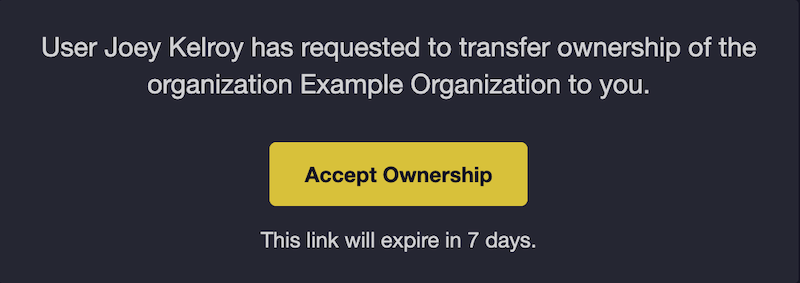 User Joey Kelroy has requested to transfer ownership of the
organization Example Organization to you.
Accept Ownership
This link will expire in 7 days.